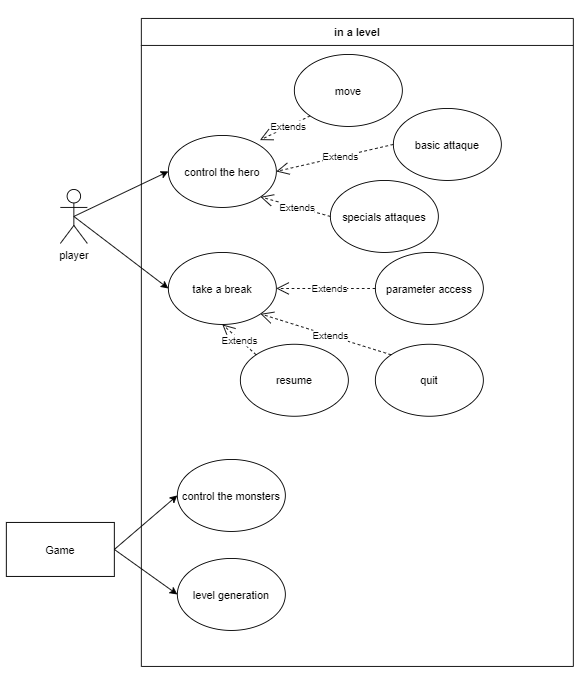 in a level
move
Extends
basic attaque
Extends
control the hero
Extends
specials attaques
player
take a break
Extends
parameter access
Extends
Extends
resume
quit
control the monsters
Game
level generation